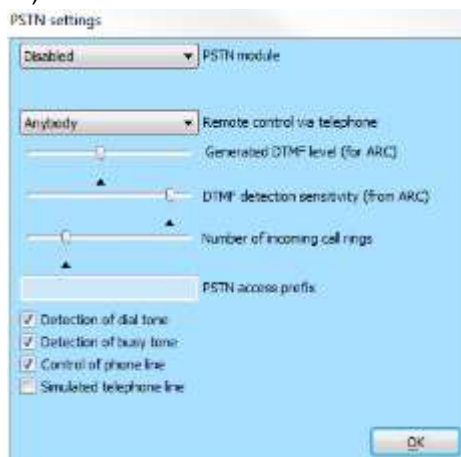 PSTN settings
Disabled PSTN module
Anybody Remote control via telephone
Generated DTMF level (for ARC)
DTMF detection sensitivity (from ARC)
Number of incoming call rings
PSTN access prefix
Detection of dial tone
Detection of busy tone
Control of phone line
Simulated telephone line
OK